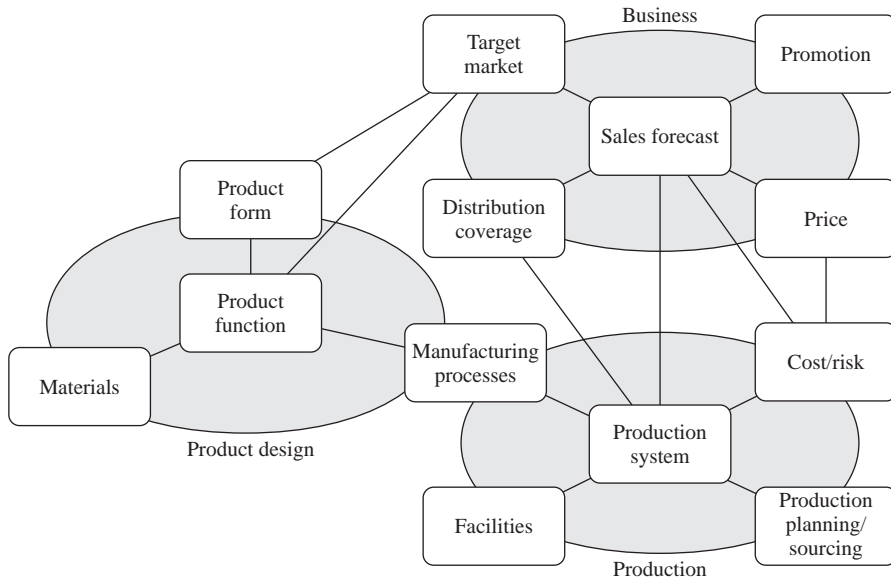 Business
Target
market
Promotion
Sales forecast
Product
form
Distribution
coverage
Price
Product
function
Manufacturing
processes
Cost/risk
Materials
Product design
Production
system
Facilities
Production
planning/
sourcing
Production